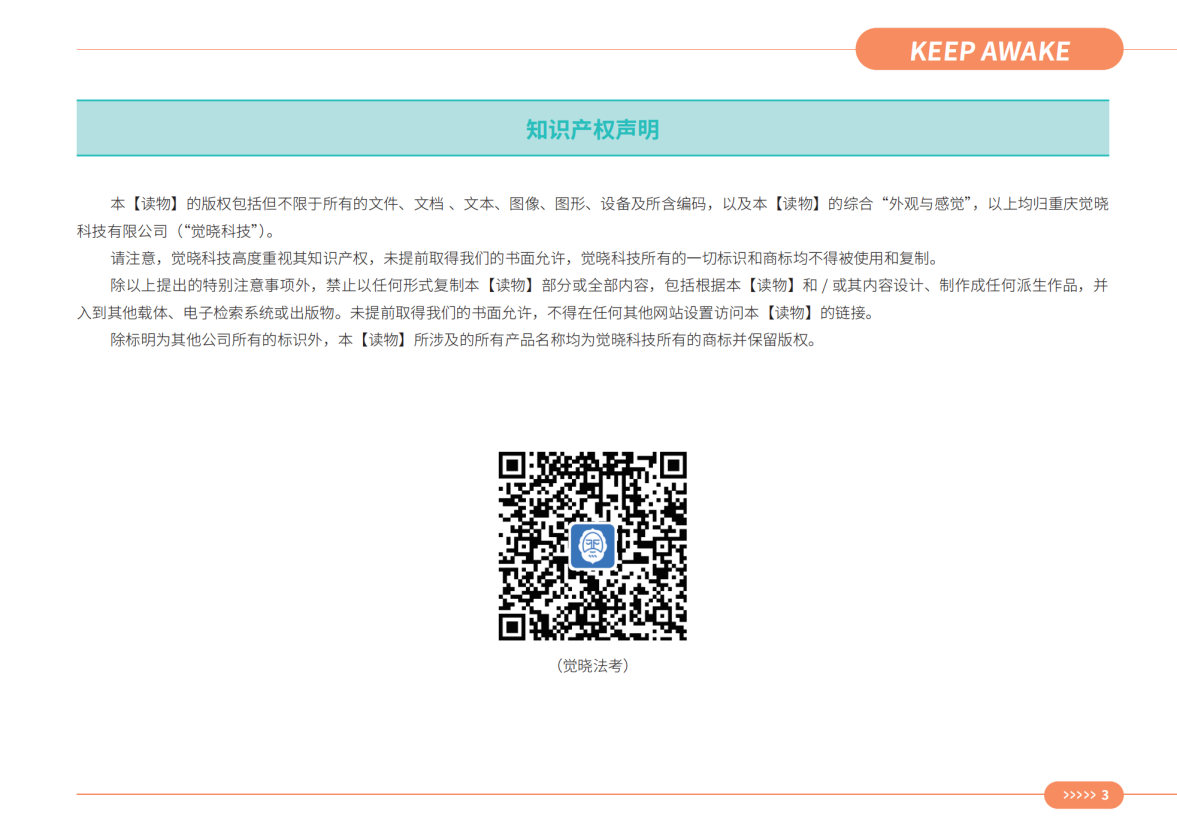 KEEP AWAKE
知识产权声明
本【读物】的版权包括但不限于所有的文件、文档 、文本、图像、图形、设备及所含编码，以及本【读物】的综合“外观与感觉”，以上均归重庆觉晓
科技有限公司（“觉晓科技”）。
请注意，觉晓科技高度重视其知识产权，未提前取得我们的书面允许，觉晓科技所有的一切标识和商标均不得被使用和复制。
除以上提出的特别注意事项外，禁止以任何形式复制本【读物】部分或全部内容，包括根据本【读物】和 / 或其内容设计、制作成任何派生作品，并
入到其他载体、电子检索系统或出版物。未提前取得我们的书面允许，不得在任何其他网站设置访问本【读物】的链接。
除标明为其他公司所有的标识外，本【读物】所涉及的所有产品名称均为觉晓科技所有的商标并保留版权。
（觉晓法考）
>>>>> 3